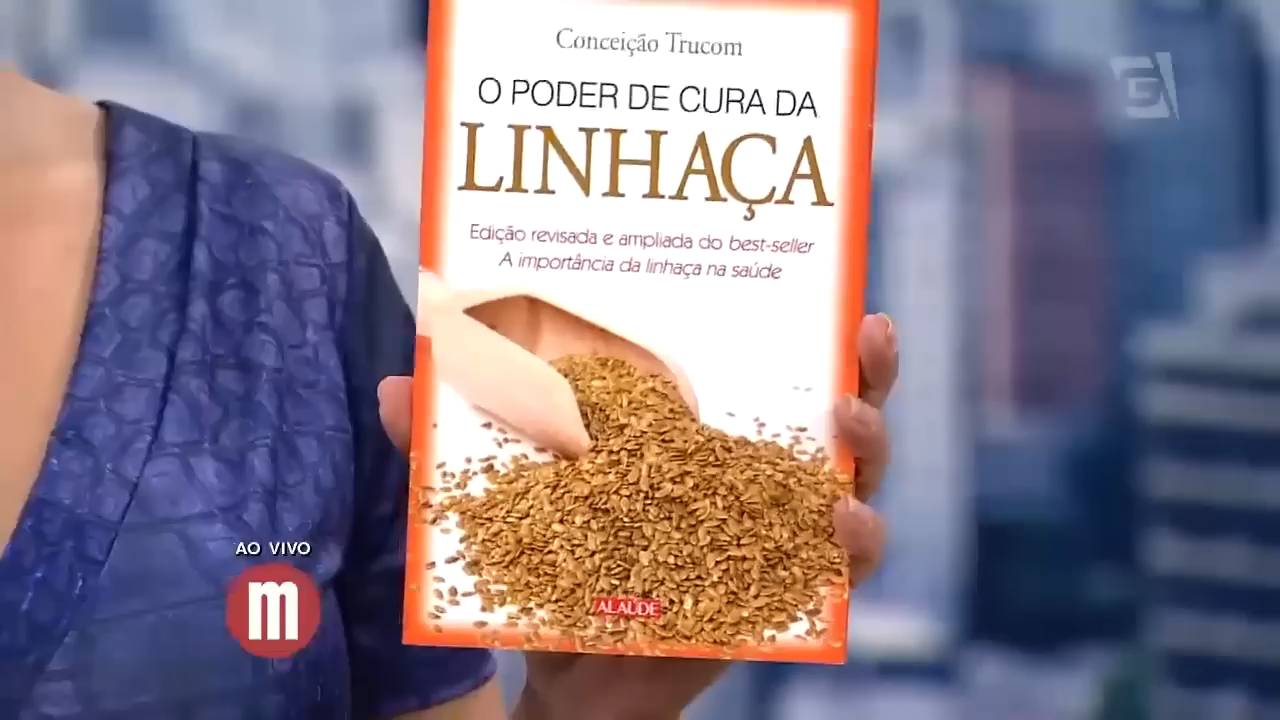 Conceição Trucom
O PODER DE CURA DA
LINHAÇA
Edição revisada e ampliada do best-seller
A importância da linhaça na saúde
ALAÚDE
AO VIVO
m
G